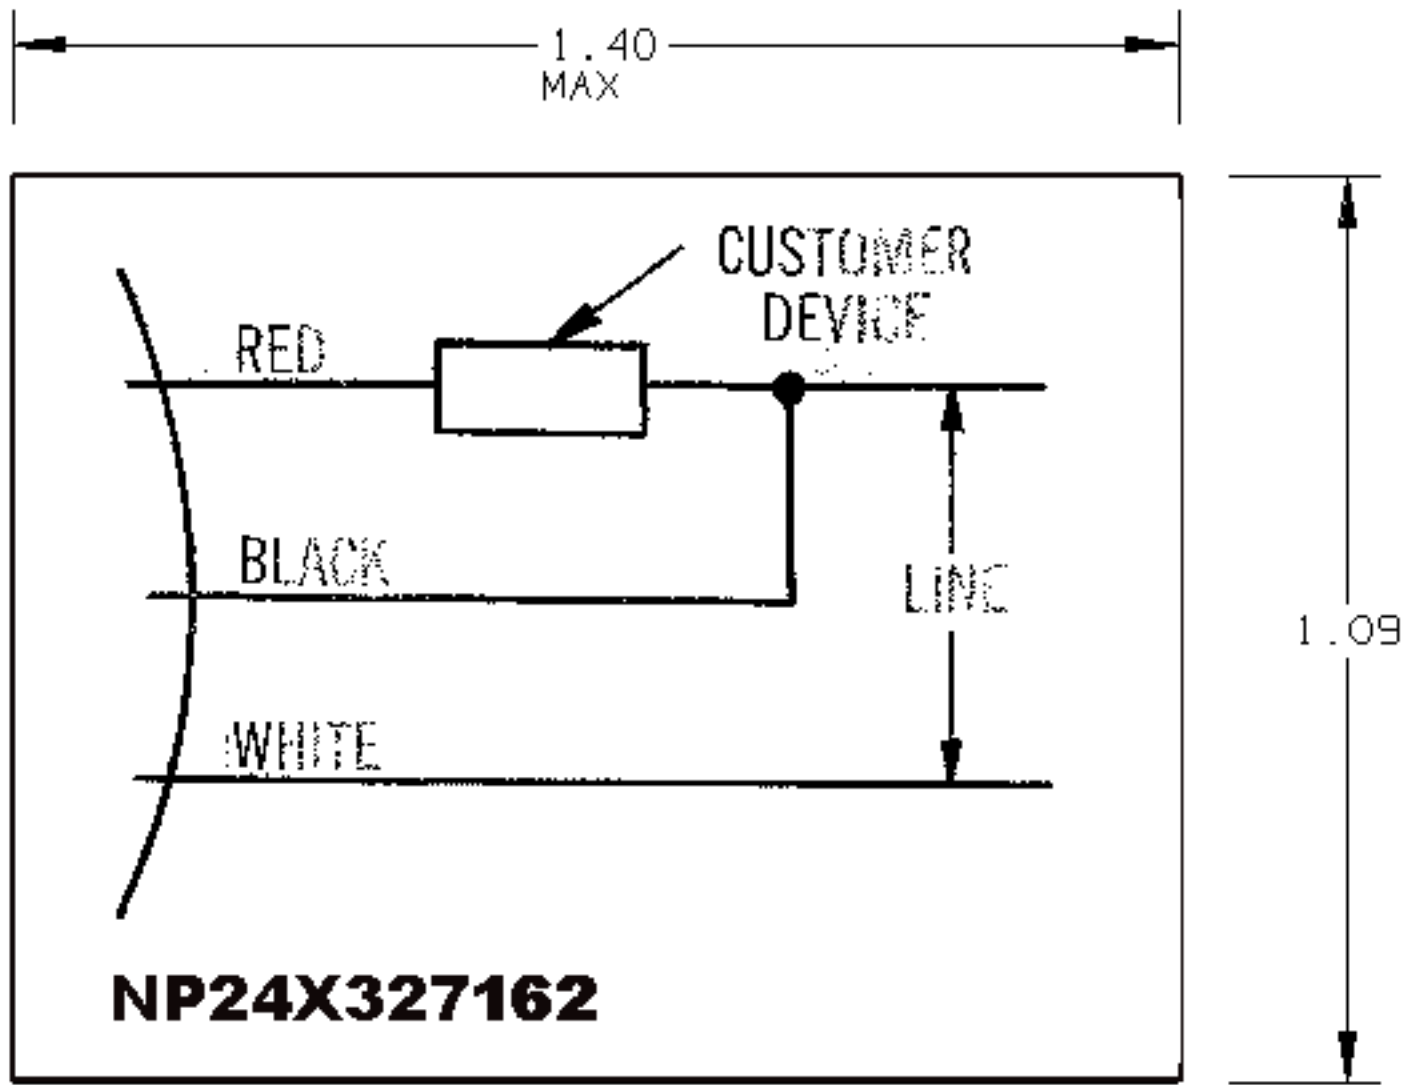 1.40
MAX
CUSTOMER
DEVICE
RED
BLACK
LINE
1.09
WHITE
NP24X327162